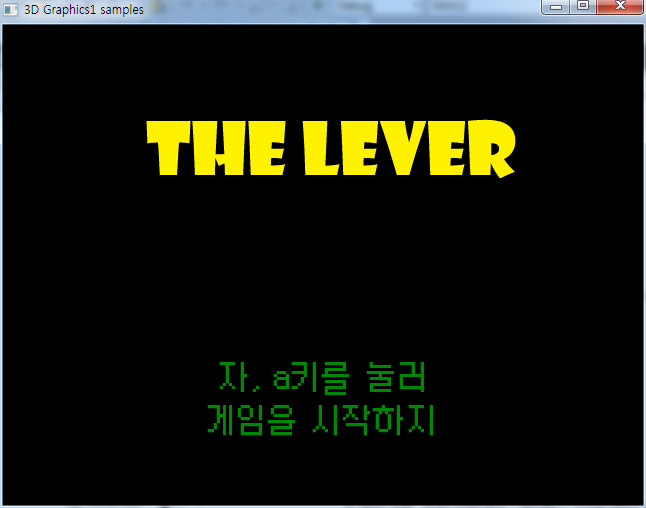 3D Graphics1 samples
THE LEVER
자, a키를 눌러
게임을 시작하지